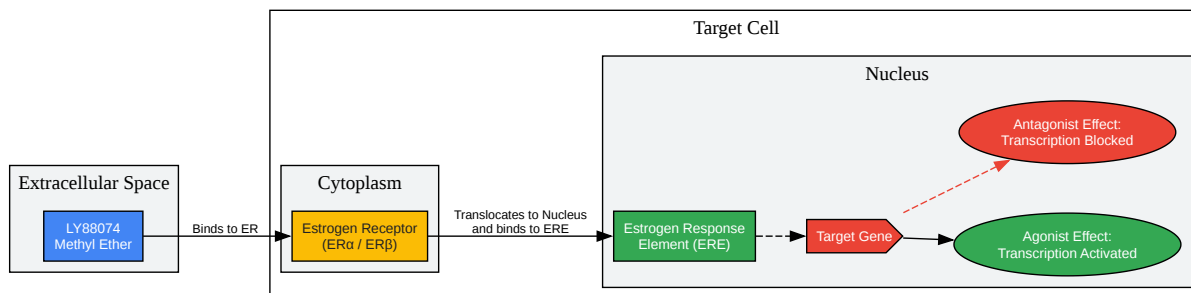 Target Cell
Nucleus
Antagonist Effect:
Transcription Blocked
Extracellular Space
Cytoplasm
LY88074
Methyl Ether
Binds to ER
Estrogen Receptor
(ERα / ERβ)
Translocates to Nucleus
and binds to ERE
Estrogen Response
Element (ERE)
Target Gene
Agonist Effect:
Transcription Activated